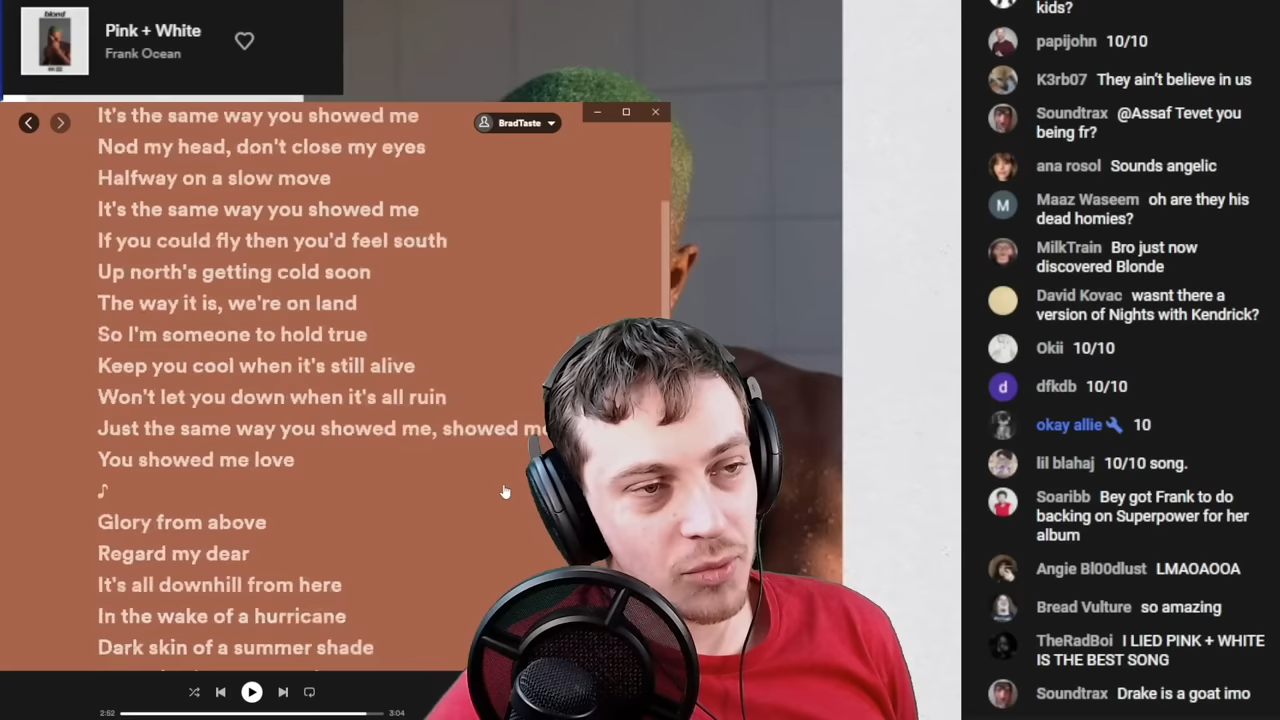 blond
Pink + White
Frank Ocean
BradTaste
It's the same way you showed me
Nod my head, don't close my eyes
Halfway on a slow move
It's the same way you showed me
If you could fly then you'd feel south
Up north's getting cold soon
The way it is, we're on land
So I'm someone to hold true
Keep you cool when it's still alive
Won't let you down when it's all ruin
Just the same way you showed me, showed me
You showed me love
♪
Glory from above
Regard my dear
It's all downhill from here
In the wake of a hurricane
Dark skin of a summer shade
2:52
3:04
kids?
papijohn 10/10
K3rb07 They ain't believe in us
Soundtrax @Assaf Tevet you
being fr?
ana rosol Sounds angelic
M
Maaz Waseem oh are they his
dead homies?
MilkTrain Bro just now
discovered Blonde
David Kovac wasnt there a
version of Nights with Kendrick?
Okii 10/10
d
dfkdb 10/10
okay allie 10
lil blahaj 10/10 song.
Soaribb Bey got Frank to do
backing on Superpower for her
album
Angie Bl00dlust LMAOAOOA
Bread Vulture so amazing
TheRadBoi I LIED PINK + WHITE
IS THE BEST SONG
Soundtrax Drake is a goat imo